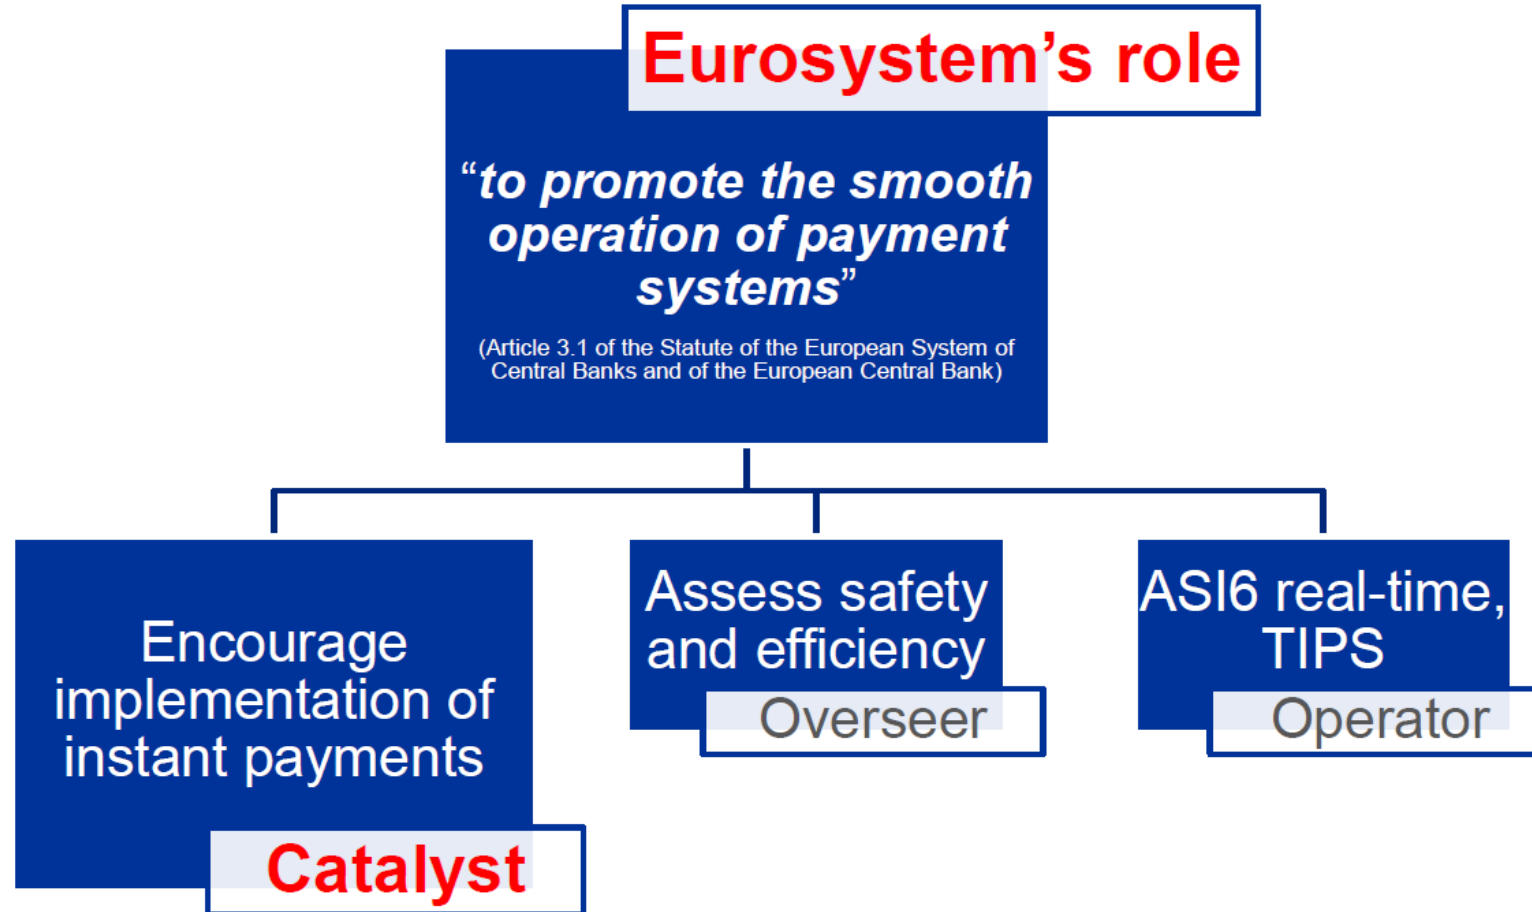 Eurosystem’s role
“to promote the smooth
operation of payment
systems”
(Article 3.1 of the Statute of the European System of
Central Banks and of the European Central Bank)
Encourage
implementation of
instant payments
Catalyst
Assess safety
and efficiency
Overseer
ASI6 real-time,
TIPS
Operator